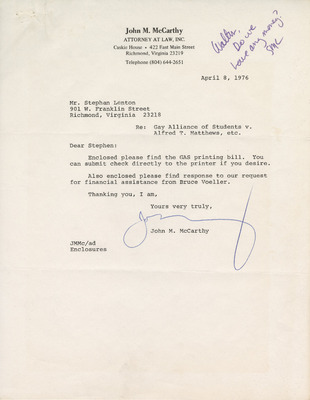 John M. McCarthy
ATTORNEY AT LAW, INC.
Caskie House • 422 East Main Street
Richmond, Virginia 23219
Telephone (804) 644-2651
Walter,
Do we
have any money?
April 8, 1976
Mr. Stephan Lenton
901 W. Franklin Street
Richmond, Virginia 23218
Re: Gay Alliance of Students v.
Alfred T. Matthews, etc.
Dear Stephen:
Enclosed please find the GAS printing bill. You can
submit check directly to the printer if you desire.
Also enclosed please find response to our request
for financial assistance from Bruce Voeller.
Thanking you, I am,
Yours very truly,
John M. McCarthy
JMMc/ad
Enclosures